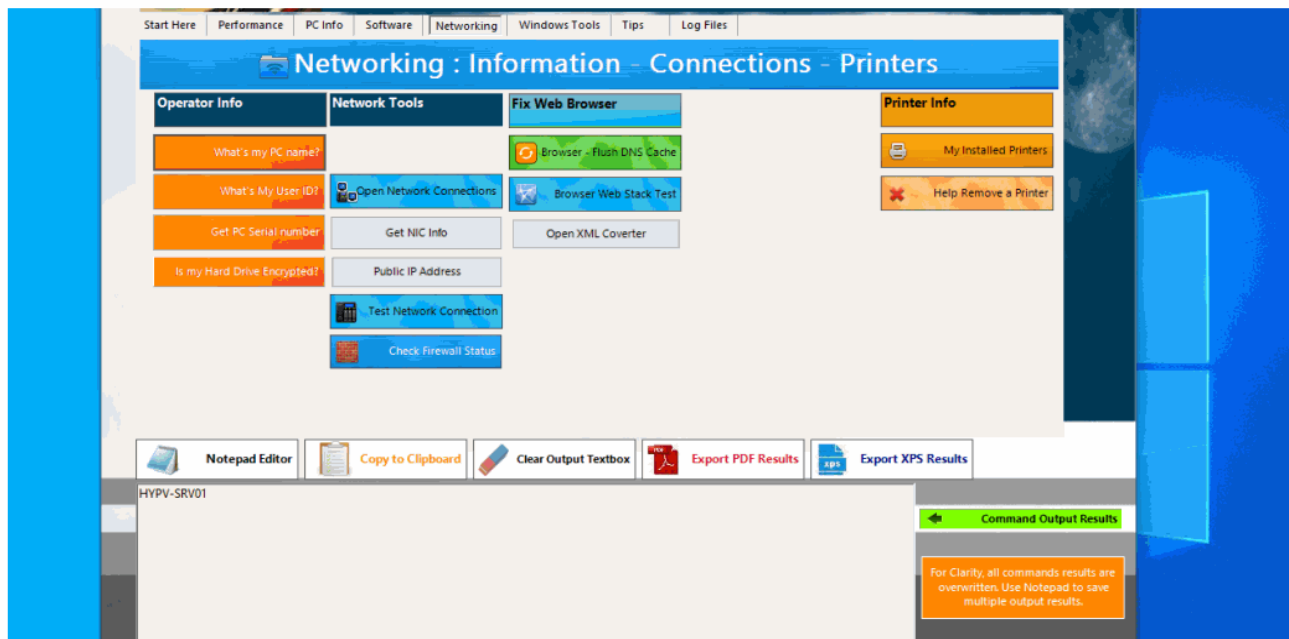 Start Here Performance PC Info Software Networking Windows Tools Tips Log Files
Networking : Information - Connections - Printers
Operator Info
What's my PC name?
What's My User ID?
Get PC Serial number
Is my Hard Drive Encrypted?
Network Tools
Open Network Connections
Get NIC Info
Public IP Address
Test Network Connection
Check Firewall Status
Fix Web Browser
Browser - Flush DNS Cache
Browser Web Stack Test
Open XML Coverter
Printer Info
My Installed Printers
Help Remove a Printer
Notepad Editor
Copy to Clipboard
Clear Output Textbox
PDF
Export PDF Results
xps
Export XPS Results
HYPV-SRV01
Command Output Results
For Clarity, all commands results are
overwritten. Use Notepad to save
multiple output results.